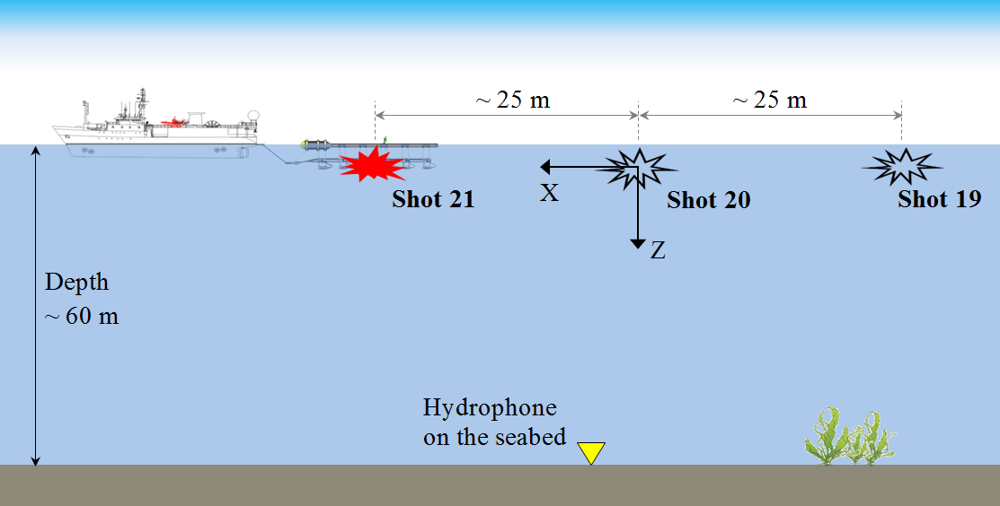 ~ 25 m
~ 25 m
X
Shot 21
Shot 20
Shot 19
Z
Depth
~ 60 m
Hydrophone
on the seabed